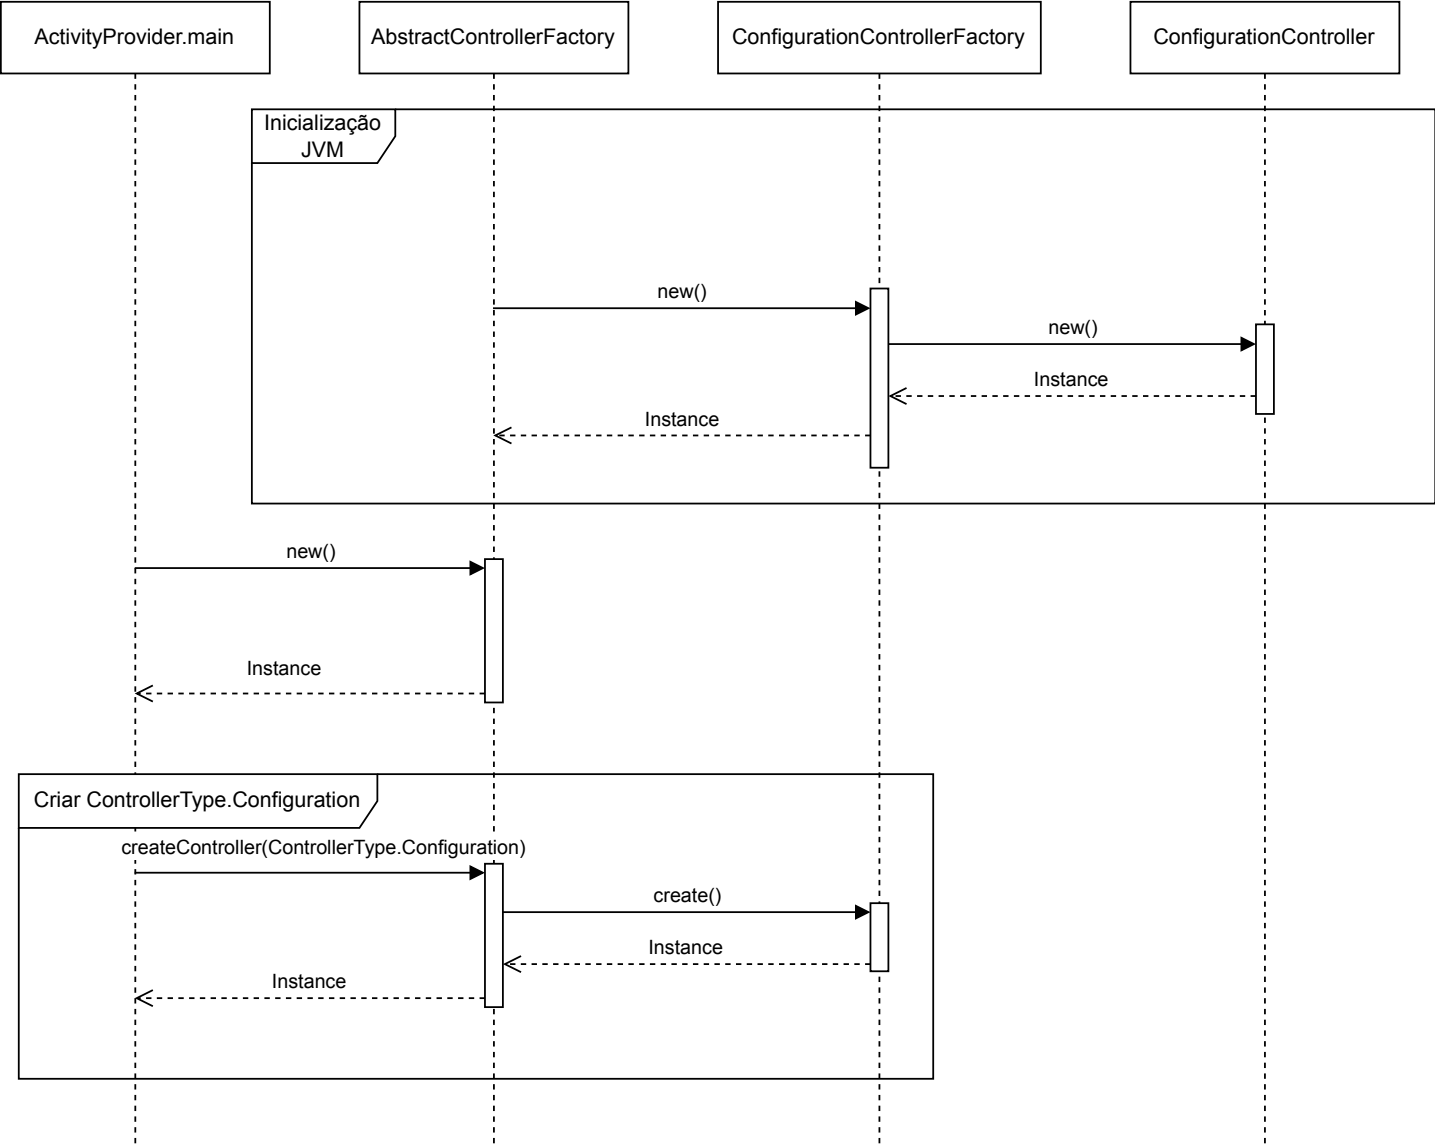 ActivityProvider.main
AbstractControllerFactory
ConfigurationControllerFactory
ConfigurationController
Inicialização
JVM
new()
new()
Instance
Instance
new()
Instance
Criar ControllerType.Configuration
createController(ControllerType.Configuration)
create()
Instance
Instance